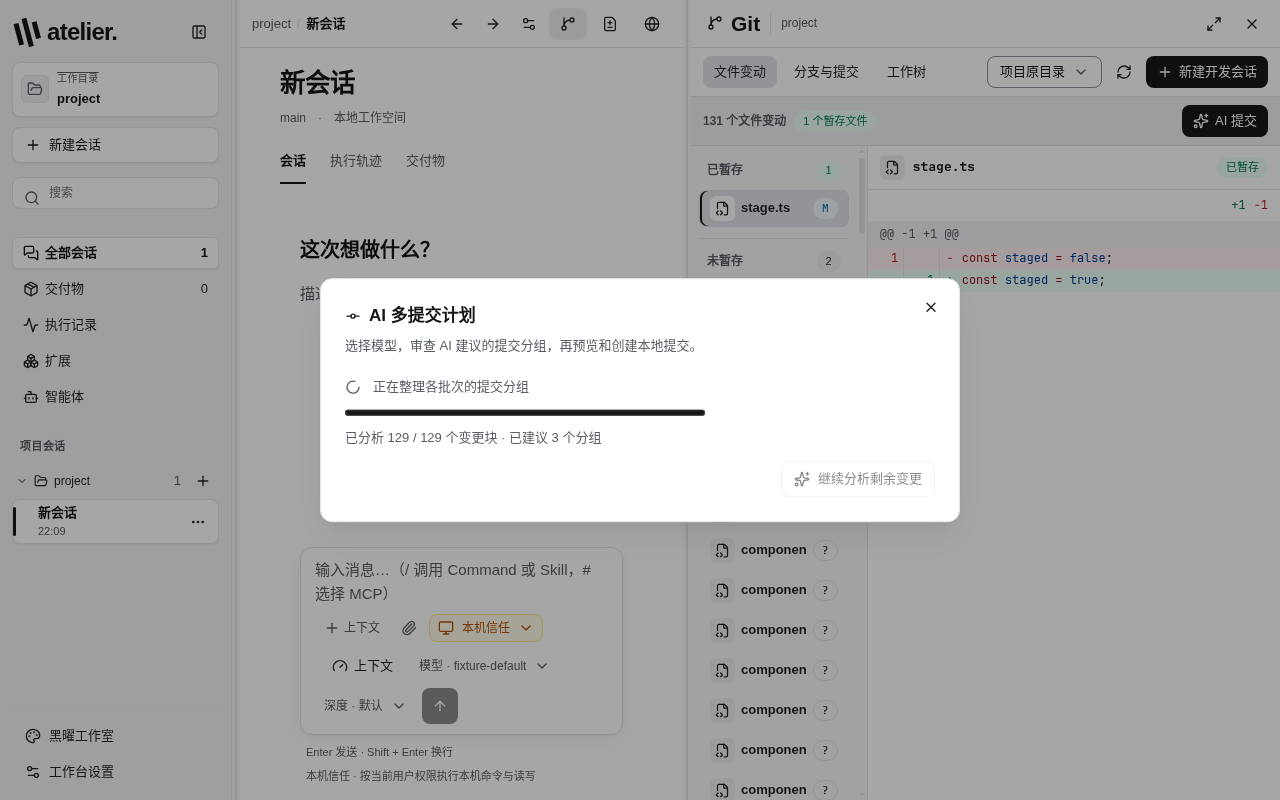 atelier.
工作目录
project
新建会话
搜索
全部会话 1
交付物 0
执行记录
扩展
智能体
项目会话
project 1
新会话
22:09
黑曜工作室
工作台设置
project / 新会话
新会话
main · 本地工作空间
会话 执行轨迹 交付物
这次想做什么？
输入消息…（/ 调用 Command 或 Skill，#
选择 MCP）
上下文 本机信任
上下文 模型 · fixture-default
深度 · 默认
Enter 发送 · Shift + Enter 换行
本机信任 · 按当前用户权限执行本机命令与读写
Git project
文件变动 分支与提交 工作树 项目原目录 新建开发会话
131 个文件变动 1 个暂存文件 AI 提交
已暂存 1
stage.ts M
未暂存 2
stage.ts 已暂存
+1 -1
@@ -1 +1 @@
1 - const staged = false;
const staged = true;
AI 多提交计划
选择模型，审查 AI 建议的提交分组，再预览和创建本地提交。
正在整理各批次的提交分组
已分析 129 / 129 个变更块 · 已建议 3 个分组
继续分析剩余变更
componen ?
componen ?
componen ?
componen ?
componen ?
componen ?
componen ?